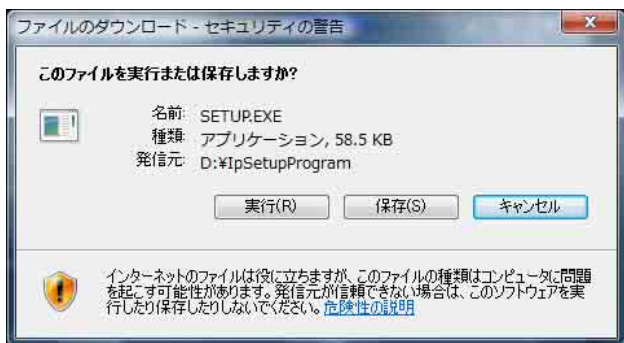 ファイルのダウンロード - セキュリティの警告
このファイルを実行または保存しますか?
名前: SETUP.EXE
種類: アプリケーション, 58.5 KB
発信元: D:¥IpSetupProgram
実行(R) 保存(S) キャンセル
インターネットのファイルは役に立ちますが、このファイルの種類はコンピュータに問題
を起こす可能性があります。発信元が信頼できない場合は、このソフトウェアを実
行したり保存したりしないでください。危険性の説明